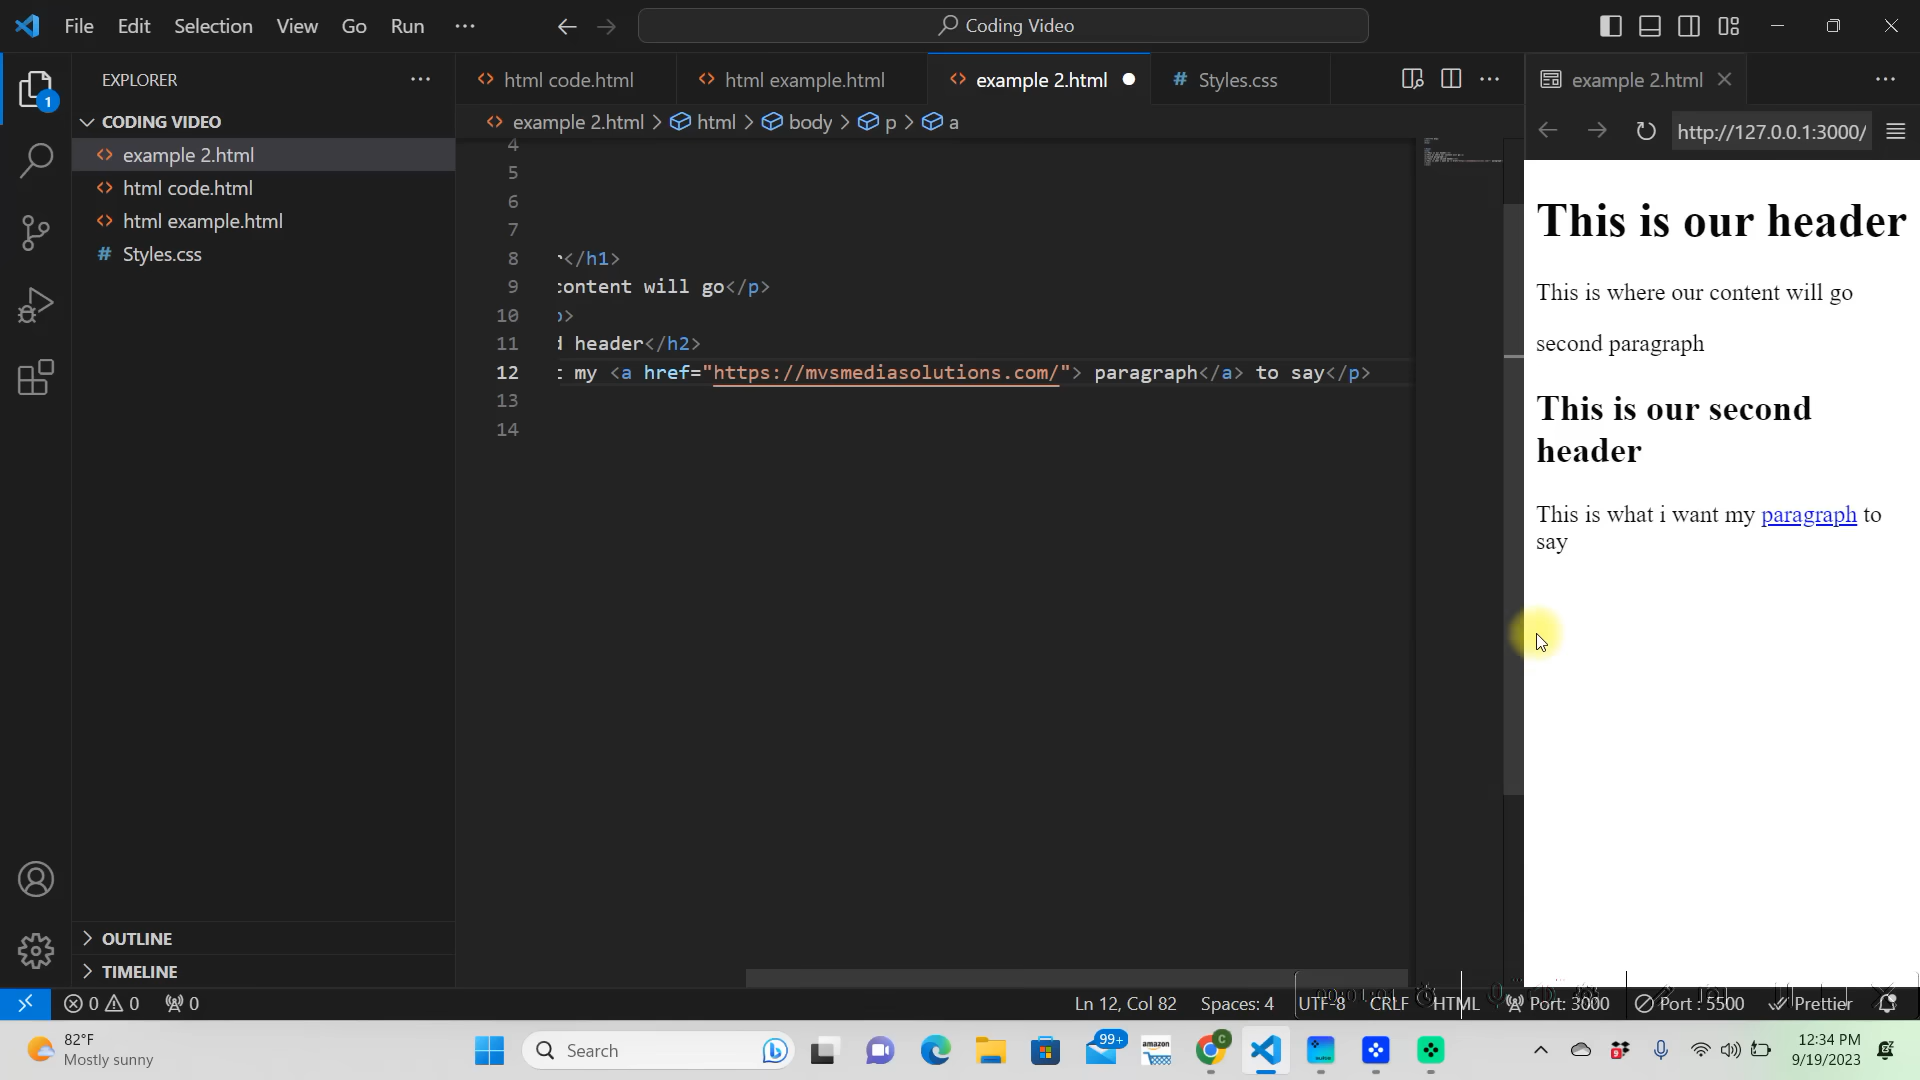 File Edit Selection View Go Run ··· Coding Video
EXPLORER ···
1
CODING VIDEO
example 2.html
html code.html
html example.html
Styles.css
OUTLINE
TIMELINE
html code.html html example.html example 2.html Styles.css ···
example 2.html > html > body > p > a
4
5
6
7
8 </h1>
9 content will go</p>
10 >
11 header</h2>
12 my <a href="https://mvsmediasolutions.com/"> paragraph</a> to say</p>
13
14
example 2.html ···
http://127.0.0.1:3000/
This is our header
This is where our content will go
second paragraph
This is our second
header
This is what i want my paragraph to
say
0 0 0 Ln 12, Col 82 Spaces: 4 UTF-8 CRLF HTML Port: 3000 Port : 5500 Prettier
82°F
Mostly sunny
Search
99+
amazon
C
9
12:34 PM
9/19/2023